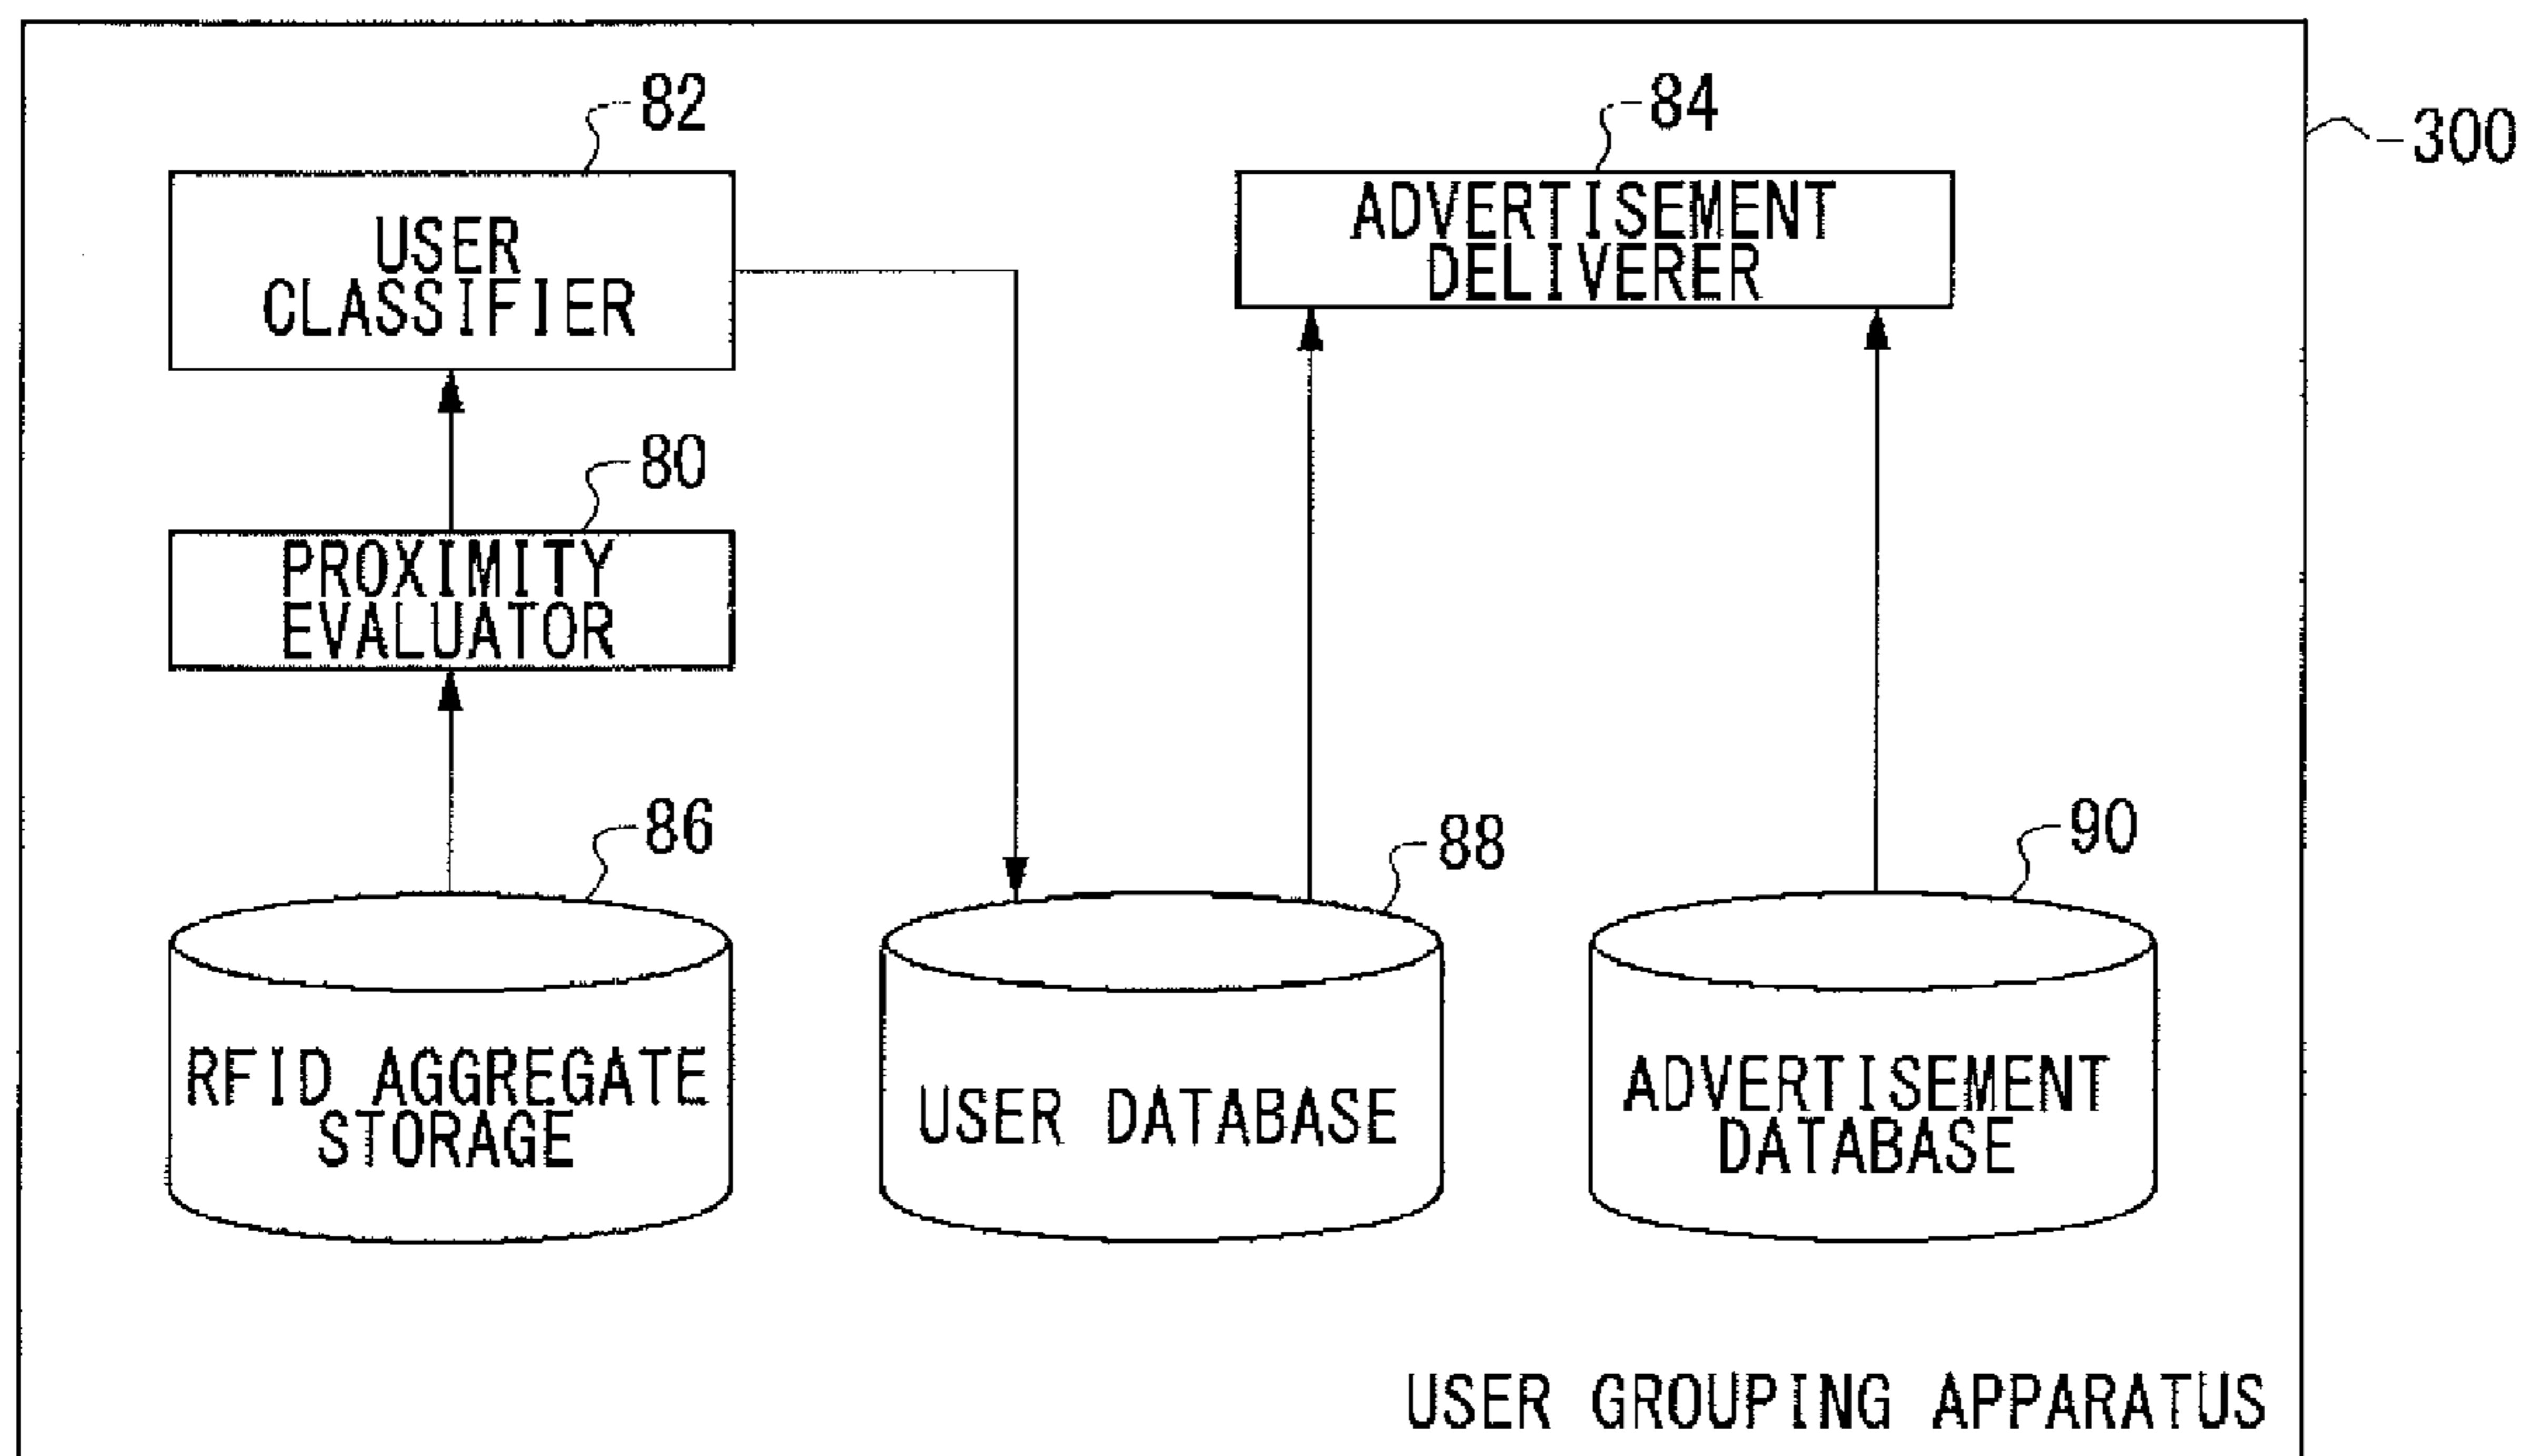 82
84
300
USER
CLASSIFIER
ADVERTISEMENT
DELIVERER
80
PROXIMITY
EVALUATOR
86
88
90
RFID AGGREGATE
STORAGE
USER DATABASE
ADVERTISEMENT
DATABASE
USER GROUPING APPARATUS